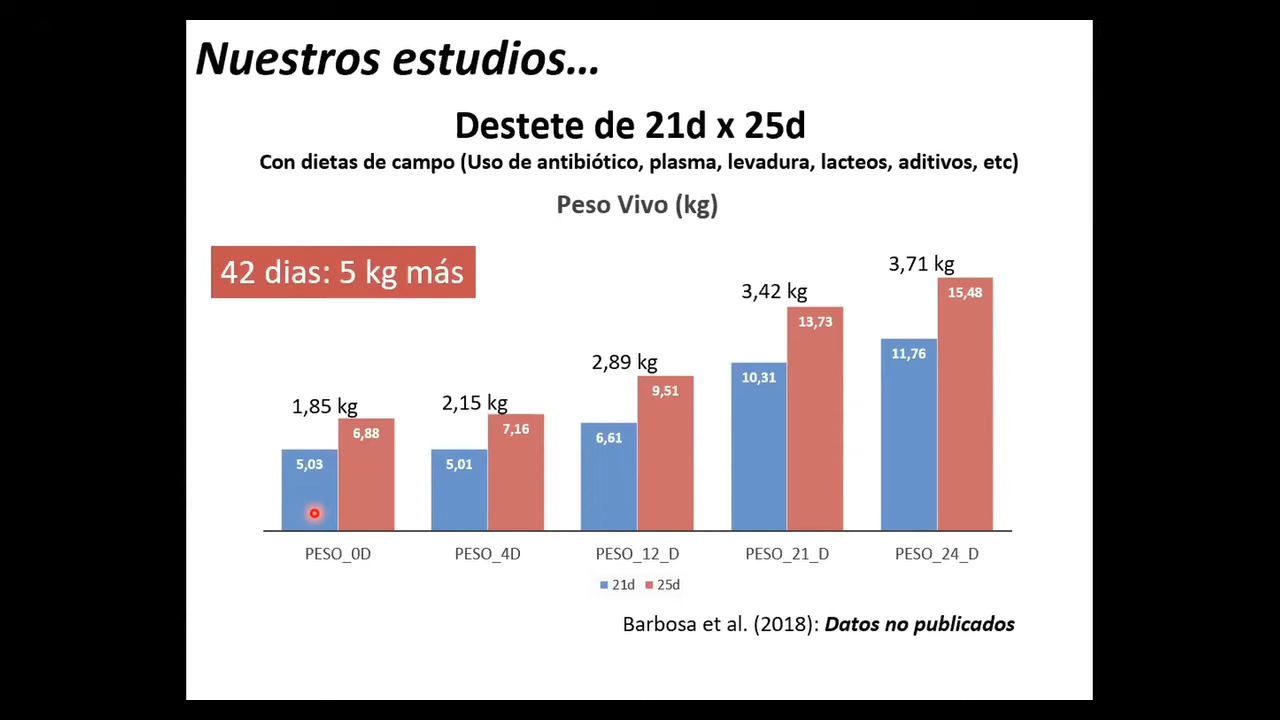 Nuestros estudios...
Destete de 21d x 25d
Con dietas de campo (Uso de antibiótico, plasma, levadura, lacteos, aditivos, etc)
Peso Vivo (kg)
42 dias: 5 kg más
1,85 kg
2,15 kg
2,89 kg
3,42 kg
3,71 kg
5,03
6,88
5,01
7,16
6,61
9,51
10,31
13,73
11,76
15,48
PESO_0D
PESO_4D
PESO_12_D
PESO_21_D
PESO_24_D
21d 25d
Barbosa et al. (2018): Datos no publicados